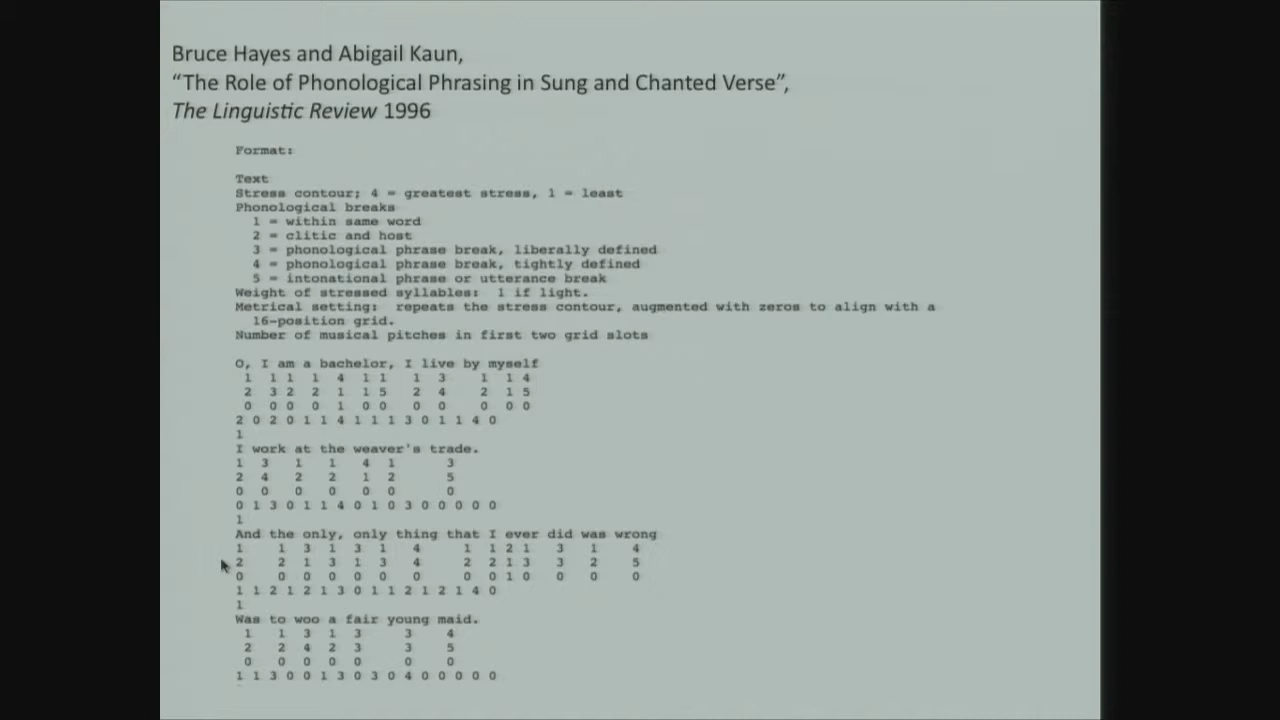 Bruce Hayes and Abigail Kaun,
“The Role of Phonological Phrasing in Sung and Chanted Verse”,
The Linguistic Review 1996
Format:
Text
Stress contour; 4 = greatest stress, 1 = least
Phonological breaks
1 = within same word
2 = clitic and host
3 = phonological phrase break, liberally defined
4 = phonological phrase break, tightly defined
5 = intonational phrase or utterance break
Weight of stressed syllables: 1 if light.
Metrical setting: repeats the stress contour, augmented with zeros to align with a
16-position grid.
Number of musical pitches in first two grid slots
O, I am a bachelor, I live by myself
1 1 1 1 4 1 1 1 3 1 1 4
2 3 2 2 1 1 5 2 4 2 1 5
0 0 0 0 1 0 0 0 0 0 0 0
2 0 2 0 1 1 4 1 1 1 3 0 1 1 4 0
1
I work at the weaver's trade.
1 3 1 1 4 1 3
2 4 2 2 1 2 5
0 0 0 0 0 0 0
0 1 3 0 1 1 4 0 1 0 3 0 0 0 0 0
1
And the only, only thing that I ever did was wrong
1 1 3 1 3 1 4 1 1 2 1 3 1 4
2 2 1 3 1 3 4 2 2 1 3 3 2 5
0 0 0 0 0 0 0 0 0 1 0 0 0 0
1 1 2 1 2 1 3 0 1 1 2 1 2 1 4 0
1
Was to woo a fair young maid.
1 1 3 1 3 3 4
2 2 4 2 3 3 5
0 0 0 0 0 0 0
1 1 3 0 0 1 3 0 3 0 4 0 0 0 0 0